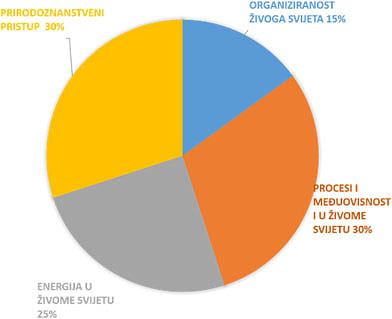 PRIRODOZNANSTVENI
PRISTUP  30%
ORGANIZIRANOST
ŽIVOGA SVIJETA 15%
PROCESI I
MEĐUOVISNOST
I U ŽIVOME
SVIJETU 30%
ENERGIJA U
ŽIVOME SVIJETU
25%